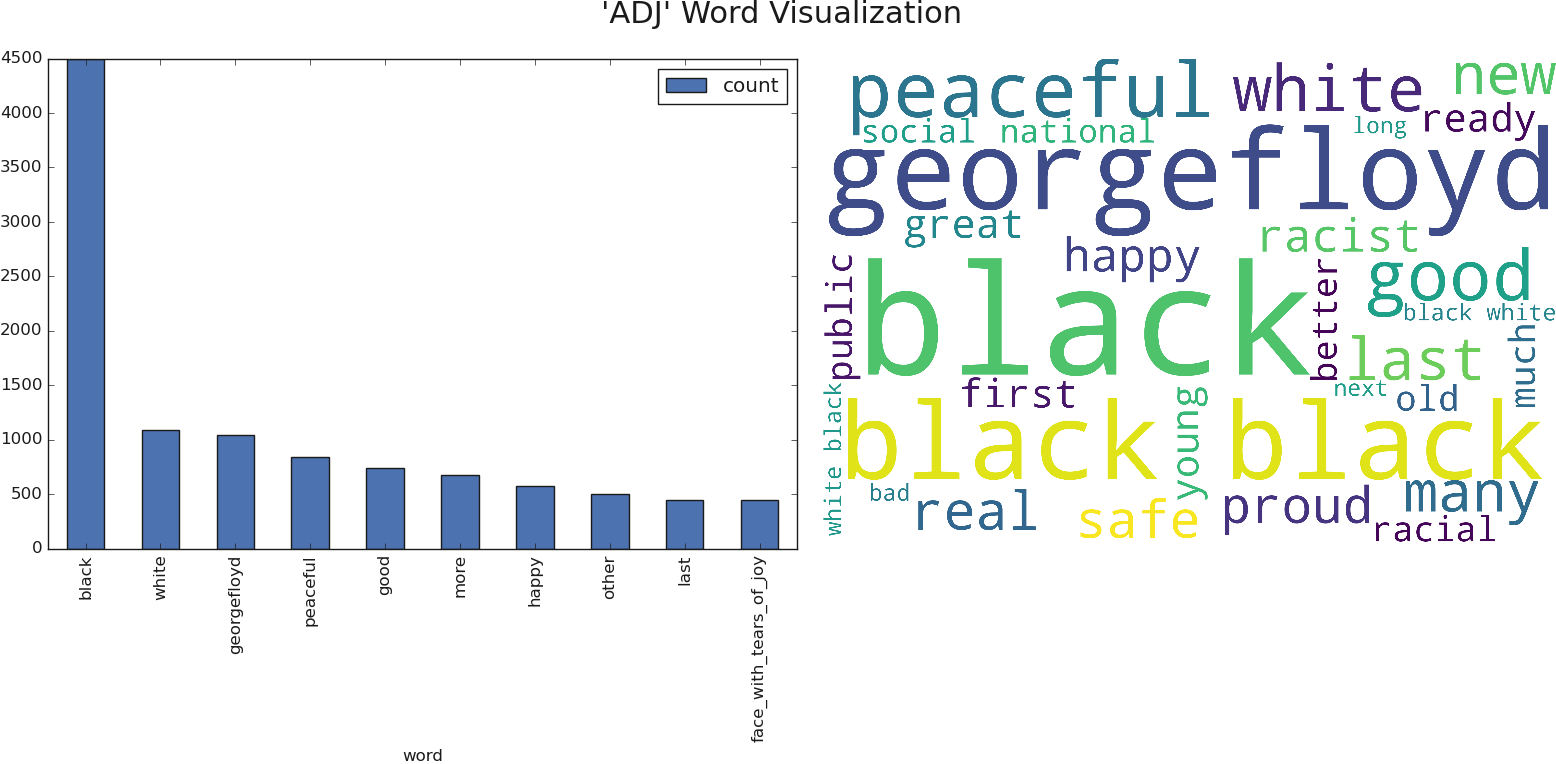 'ADJ' Word Visualization
4500
4000
3500
3000
2500
2000
1500
1000
500
0
count
black
white
georgefloyd
peaceful
good
more
happy
other
last
face_with_tears_of_joy
word
peaceful
white
new
social
national
long
ready
georgefloyd
great
racist
happy
good
public
black
better
black white
last
much
first
next
old
white black
black
young
black
bad
real
safe
proud
many
racial